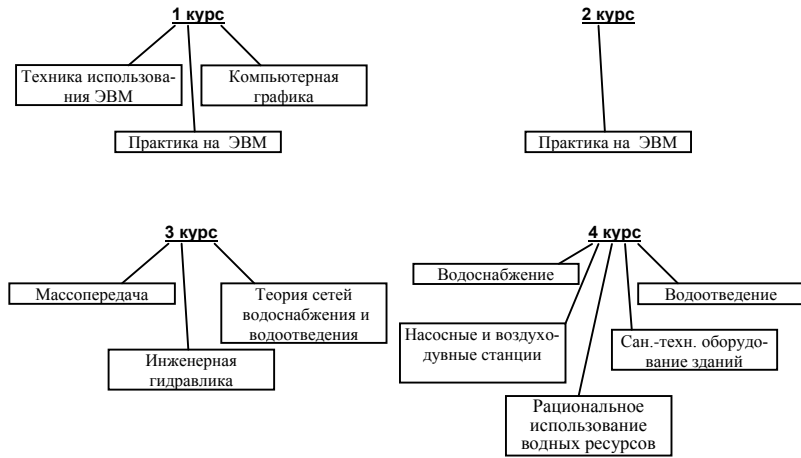 1 курс
Техника использова-
ния ЭВМ
Компьютерная
графика
Практика на ЭВМ
2 курс
Практика на ЭВМ
3 курс
Массопередача
Инженерная
гидравлика
Теория сетей
водоснабжения и
водоотведения
4 курс
Водоснабжение
Водоотведение
Насосные и воздухо-
дувные станции
Сан.-техн. оборудо-
вание зданий
Рациональное
использование
водных ресурсов